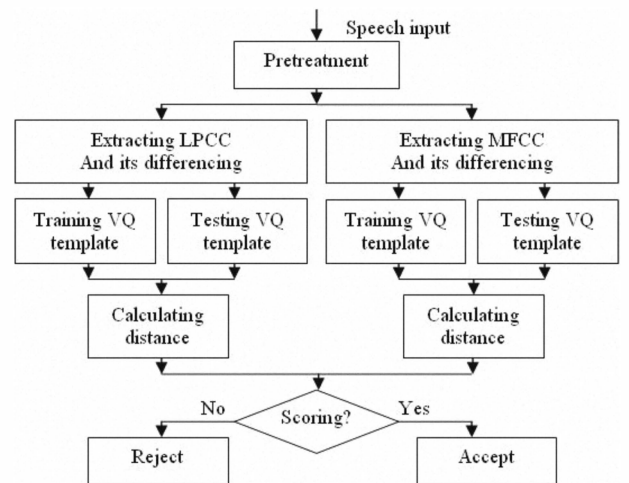 Speech input
Pretreatment
Extracting LPCC
And its differencing
Extracting MFCC
And its differencing
Training VQ
template
Testing VQ
template
Training VQ
template
Testing VQ
template
Calculating
distance
Calculating
distance
No
Scoring?
Yes
Reject
Accept